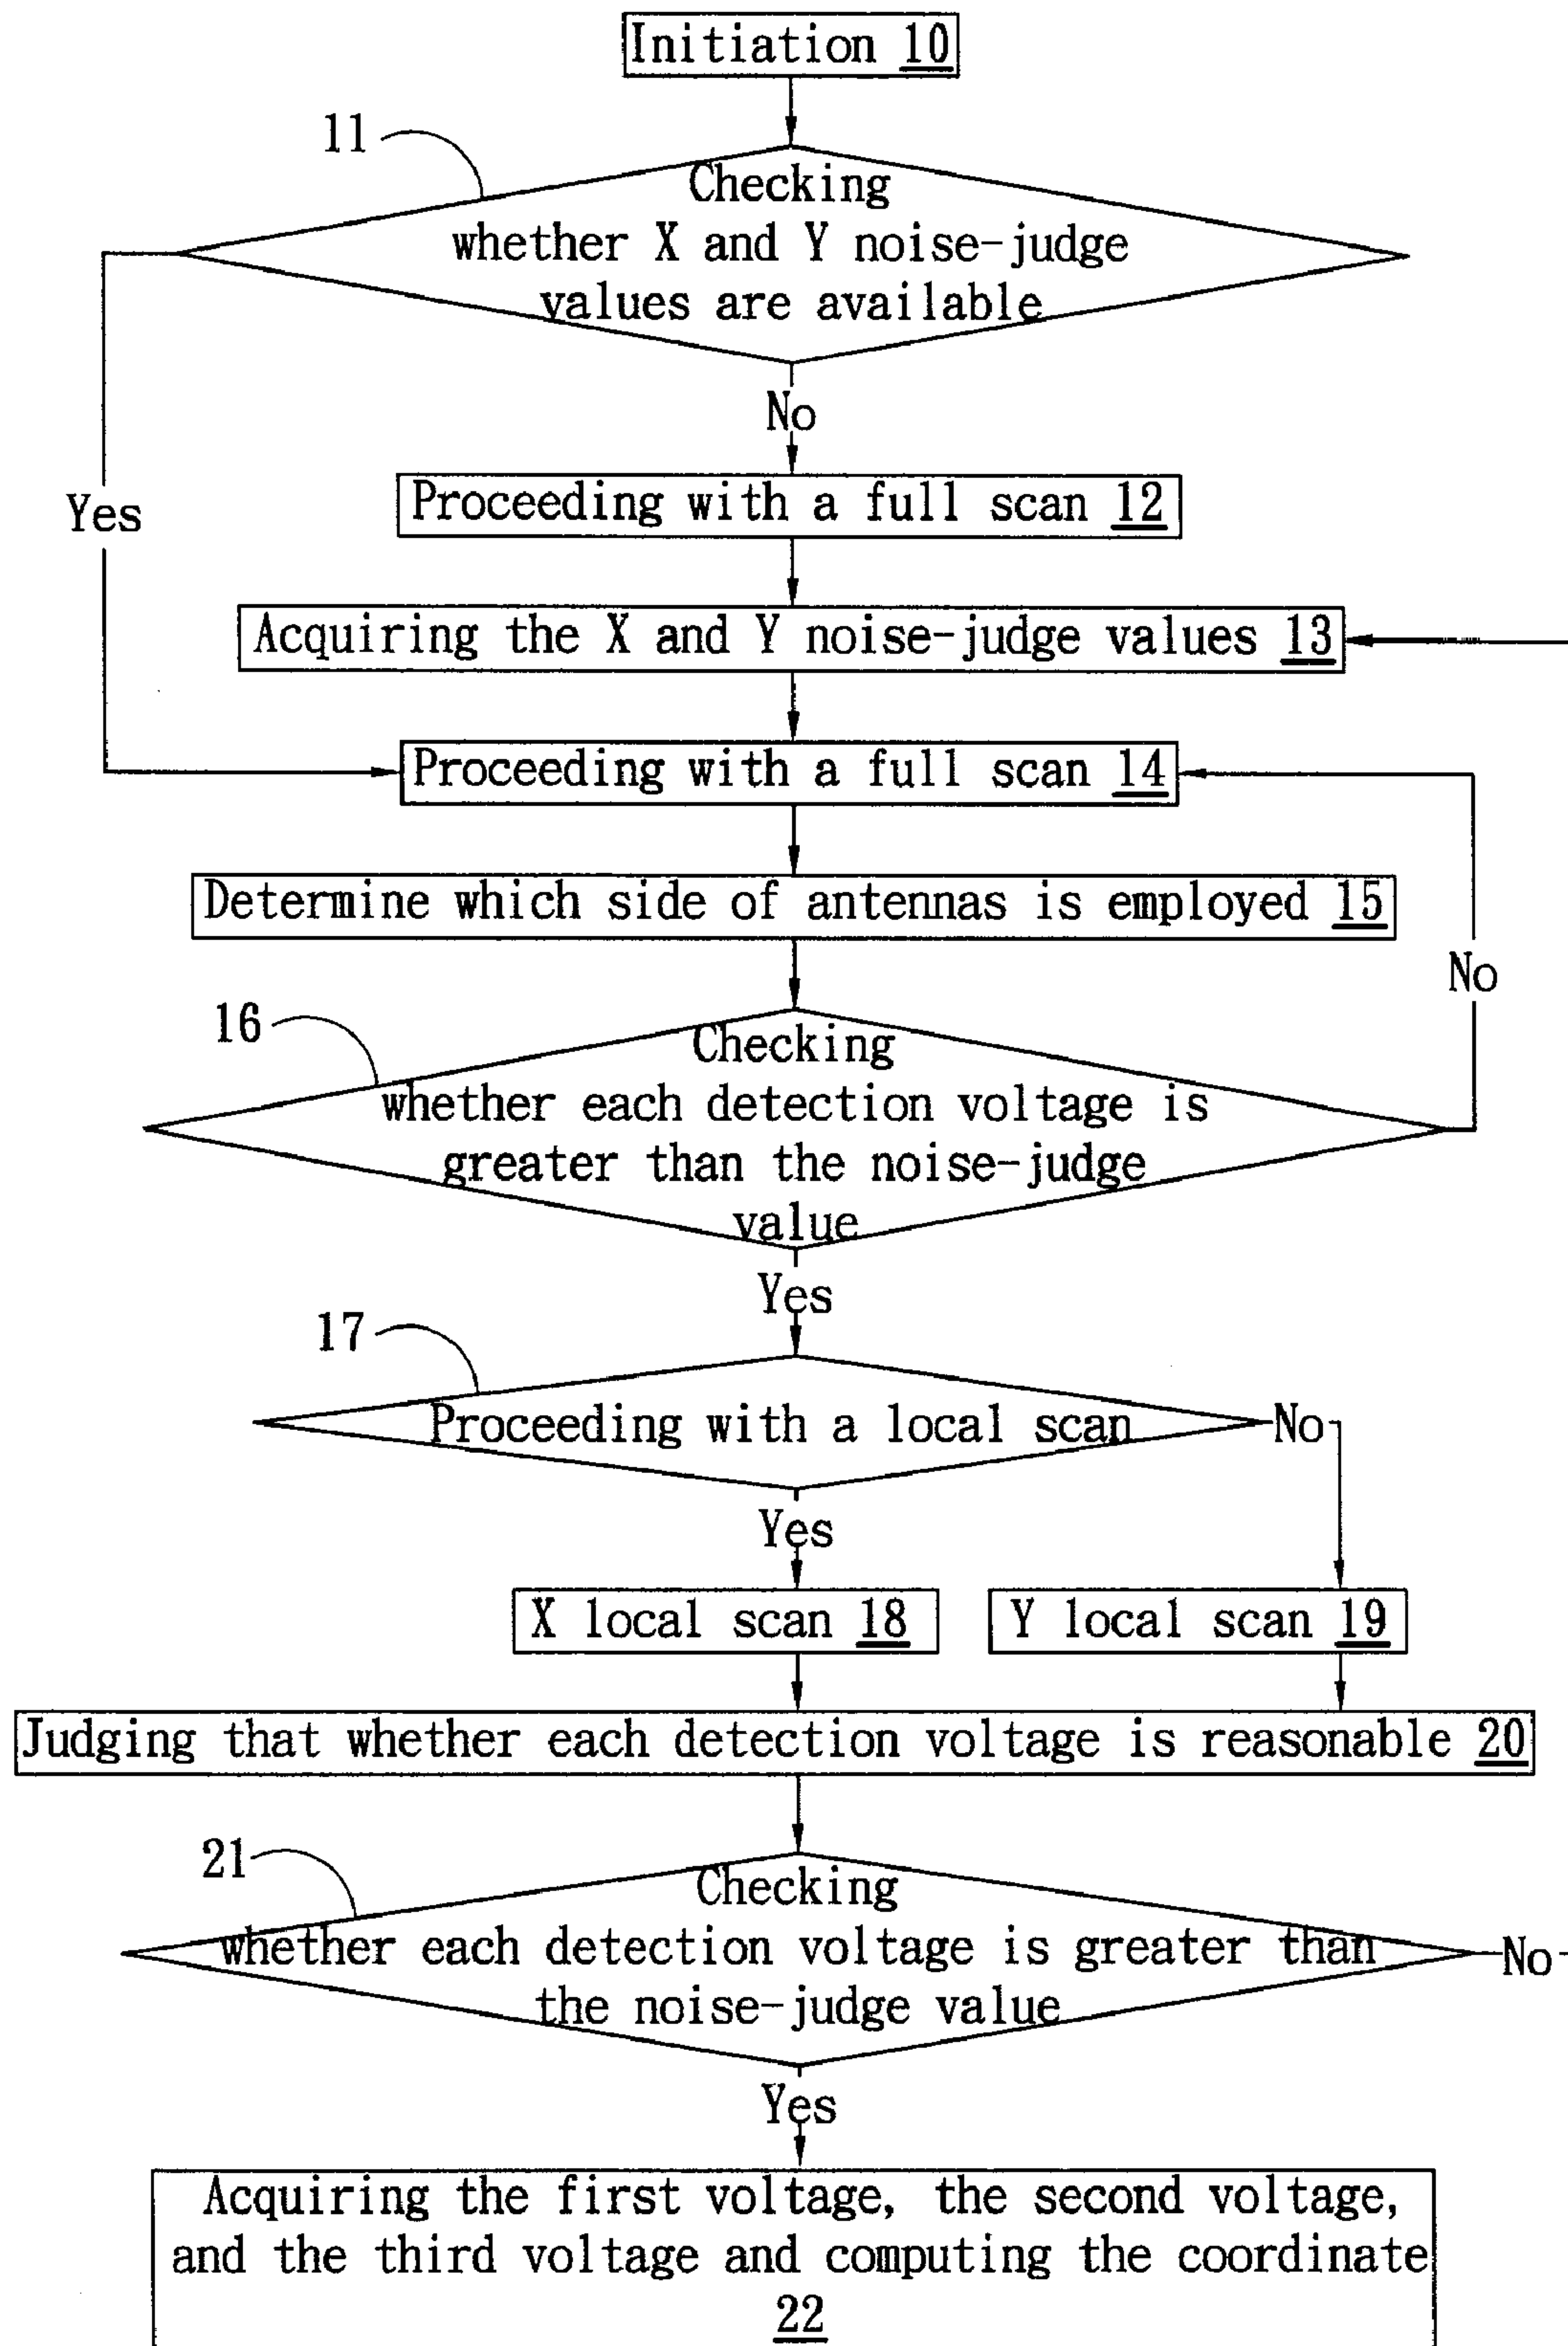 Initiation 10
11
Checking
whether X and Y noise-judge
values are available
No
Yes
Proceeding with a full scan 12
Acquiring the X and Y noise-judge values 13
Proceeding with a full scan 14
Determine which side of antennas is employed 15
No
16
Checking
whether each detection voltage is
greater than the noise-judge
value
Yes
17
Proceeding with a local scan
No
Yes
X local scan 18
Y local scan 19
Judging that whether each detection voltage is reasonable 20
21
Checking
whether each detection voltage is greater than
the noise-judge value
No
Yes
Acquiring the first voltage, the second voltage,
and the third voltage and computing the coordinate
22